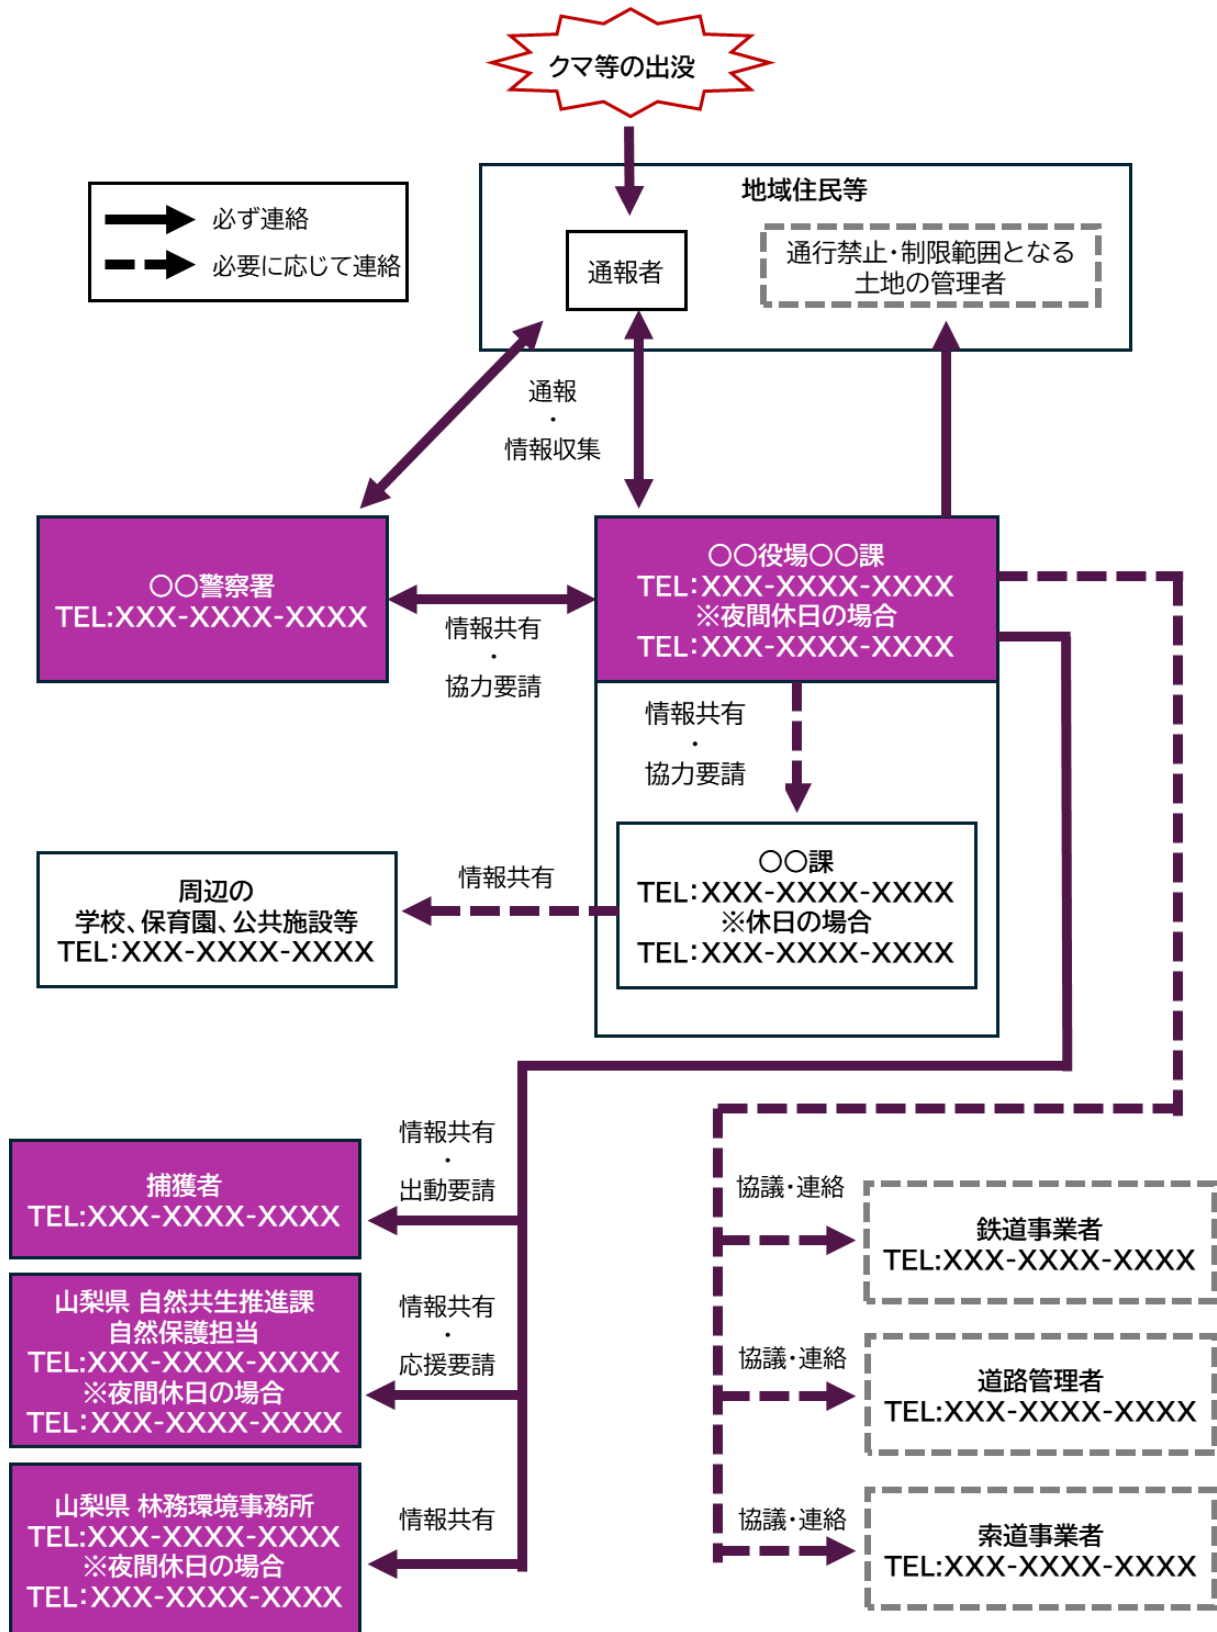 クマ等の出没
地域住民等
必ず連絡
必要に応じて連絡
通報者
通行禁止・制限範囲となる
土地の管理者
通報
・
情報収集
〇〇警察署
TEL:XXX-XXXX-XXXX
情報共有
・
協力要請
〇〇役場〇〇課
TEL:XXX-XXXX-XXXX
※夜間休日の場合
TEL:XXX-XXXX-XXXX
情報共有
・
協力要請
〇〇課
TEL:XXX-XXXX-XXXX
※休日の場合
TEL:XXX-XXXX-XXXX
情報共有
周辺の
学校、保育園、公共施設等
TEL:XXX-XXXX-XXXX
情報共有
・
出動要請
捕獲者
TEL:XXX-XXXX-XXXX
情報共有
・
応援要請
山梨県 自然共生推進課
自然保護担当
TEL:XXX-XXXX-XXXX
※夜間休日の場合
TEL:XXX-XXXX-XXXX
情報共有
山梨県 林務環境事務所
TEL:XXX-XXXX-XXXX
※夜間休日の場合
TEL:XXX-XXXX-XXXX
協議・連絡
鉄道事業者
TEL:XXX-XXXX-XXXX
協議・連絡
道路管理者
TEL:XXX-XXXX-XXXX
協議・連絡
索道事業者
TEL:XXX-XXXX-XXXX